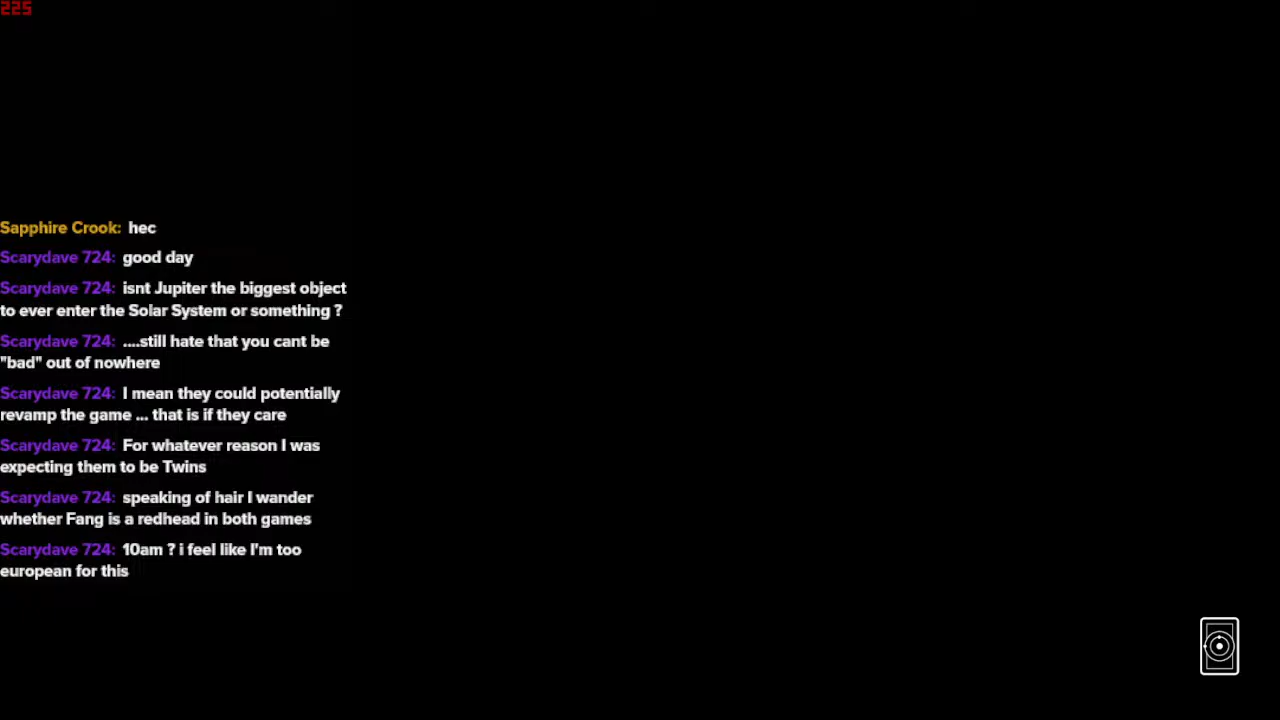 225
Sapphire Crook: hec
Scarydave 724: good day
Scarydave 724: isnt Jupiter the biggest object
to ever enter the Solar System or something ?
Scarydave 724: ....still hate that you cant be
"bad" out of nowhere
Scarydave 724: I mean they could potentially
revamp the game ... that is if they care
Scarydave 724: For whatever reason I was
expecting them to be Twins
Scarydave 724: speaking of hair I wander
whether Fang is a redhead in both games
Scarydave 724: 10am ? i feel like I'm too
european for this